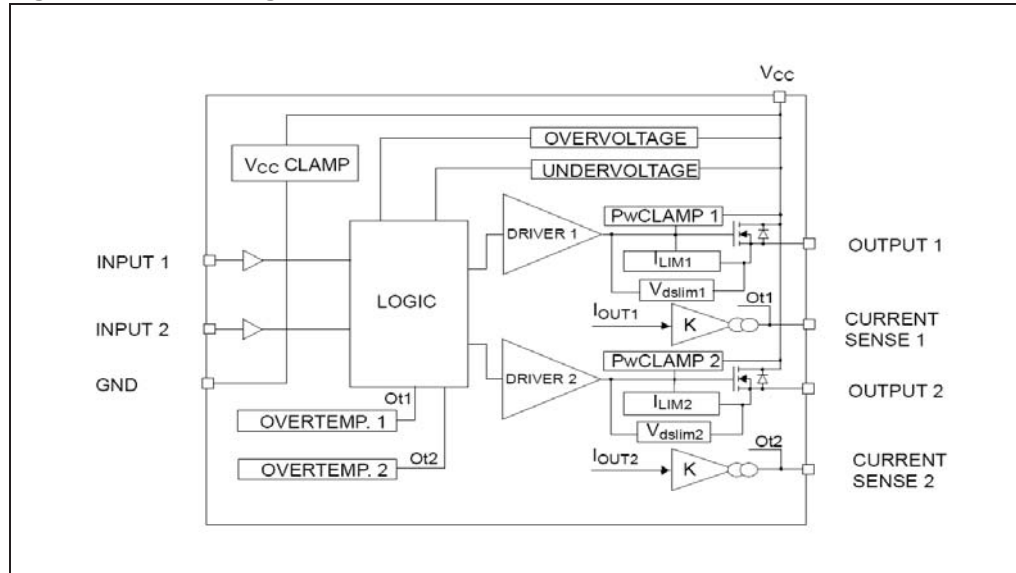 VCC
OVERVOLTAGE
VCC CLAMP
UNDERVOLTAGE
PwCLAMP 1
DRIVER 1
OUTPUT 1
INPUT 1
ILIM1
LOGIC
Vdslim1
Ot1
IOUT1
K
CURRENT
SENSE 1
INPUT 2
PwCLAMP 2
GND
DRIVER 2
OUTPUT 2
Ot1
ILIM2
OVERTEMP. 1
Vdslim2
Ot2
Ot2
OVERTEMP. 2
IOUT2
K
CURRENT
SENSE 2